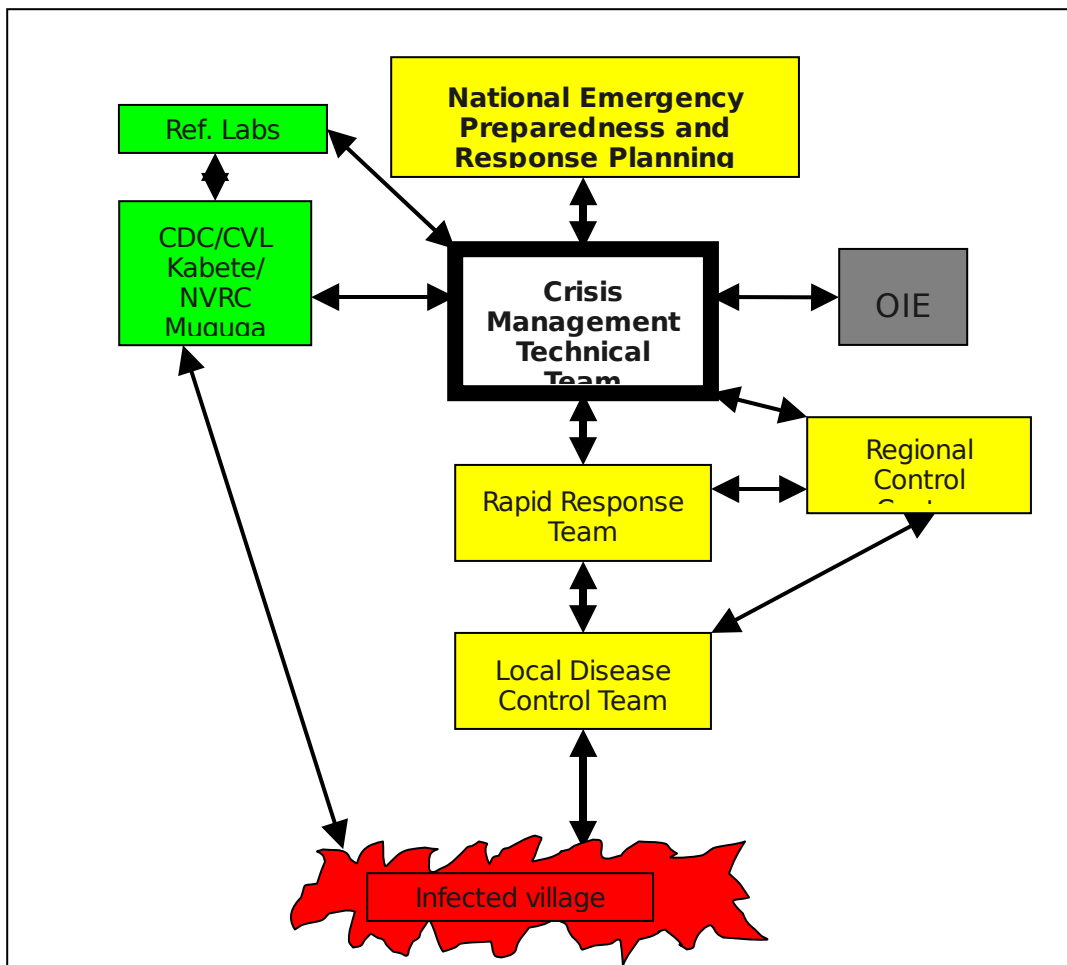 National Emergency
Preparedness and
Response Planning
Ref. Labs
CDC/CVL
Kabete/
NVRC
Muguga
Crisis
Management
Technical
Team
OIE
Regional
Control
Rapid Response
Team
Local Disease
Control Team
Infected village